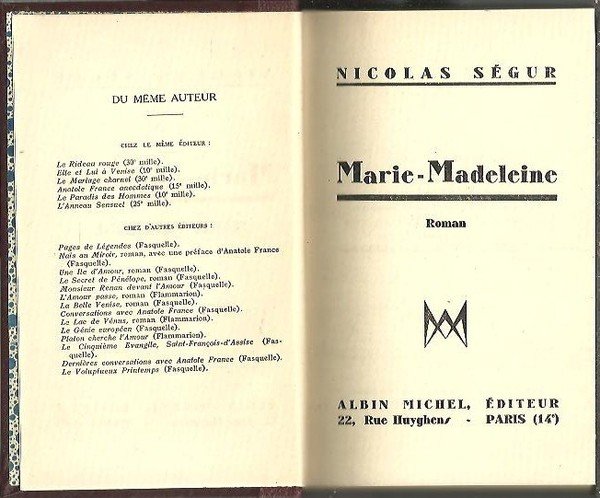 DU MÊME AUTEUR
CHEZ LE MÊME ÉDITEUR :
Le Rideau rouge (30e mille).
Elle et Lui à Venise (10e mille).
Le Mariage charnel (30e mille).
Anatole France anecdotique (15e mille).
Le Paradis des Hommes (10e mille).
L'Anneau Sensuel (25e mille).
CHEZ D'AUTRES ÉDITEURS :
Pages de Légendes (Fasquelle).
Naïs au Miroir, roman, avec une préface d'Anatole France
(Fasquelle).
Une Ile d'Amour, roman (Fasquelle).
Le Secret de Pénélope, roman (Fasquelle).
Monsieur Renan devant l'Amour (Fasquelle).
L'Amour passe, roman (Flammarion).
La Belle Venise, roman (Fasquelle).
Conversations avec Anatole France (Fasquelle).
Le Lac de Vénus, roman (Flammarion).
Le Génie européen (Fasquelle).
Platon cherche l'Amour (Flammarion).
Le Cinquième Evangile, Saint-François-d'Assise (Fas-
quelle).
Dernières conversations avec Anatole France (Fasquelle).
Le Voluptueux Printemps (Fasquelle).
NICOLAS SÉGUR
Marie-Madeleine
Roman
ALBIN MICHEL, ÉDITEUR
22, Rue Huyghens - PARIS (14e)